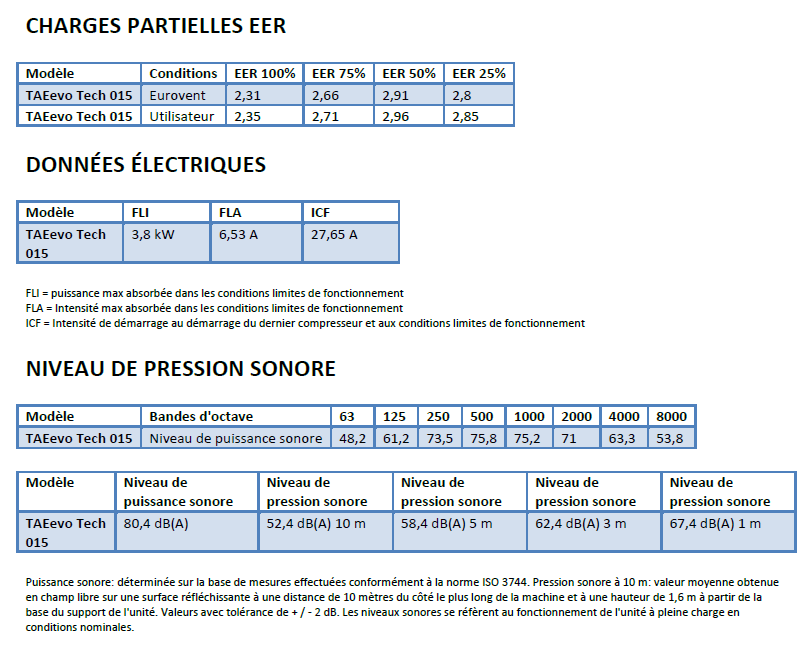 CHARGES PARTIELLES EER
Modèle Conditions EER 100% EER 75% EER 50% EER 25%
TAEevo Tech 015 Eurovent 2,31 2,66 2,91 2,8
TAEevo Tech 015 Utilisateur 2,35 2,71 2,96 2,85
DONNÉES ÉLECTRIQUES
Modèle FLI FLA ICF
TAEevo Tech 3,8 kW 6,53 A 27,65 A
015
FLI = puissance max absorbée dans les conditions limites de fonctionnement
FLA = Intensité max absorbée dans les conditions limites de fonctionnement
ICF = Intensité de démarrage au démarrage du dernier compresseur et aux conditions limites de fonctionnement
NIVEAU DE PRESSION SONORE
Modèle Bandes d'octave 63 125 250 500 1000 2000 4000 8000
TAEevo Tech 015 Niveau de puissance sonore 48,2 61,2 73,5 75,8 75,2 71 63,3 53,8
Modèle Niveau de Niveau de Niveau de Niveau de Niveau de
puissance sonore pression sonore pression sonore pression sonore pression sonore
TAEevo Tech 80,4 dB(A) 52,4 dB(A) 10 m 58,4 dB(A) 5 m 62,4 dB(A) 3 m 67,4 dB(A) 1 m
015
Puissance sonore: déterminée sur la base de mesures effectuées conformément à la norme ISO 3744. Pression sonore à 10 m: valeur moyenne obtenue
en champ libre sur une surface réfléchissante à une distance de 10 mètres du côté le plus long de la machine et à une hauteur de 1,6 m à partir de la
base du support de l'unité. Valeurs avec tolérance de + / - 2 dB. Les niveaux sonores se réfèrent au fonctionnement de l'unité à pleine charge en
conditions nominales.